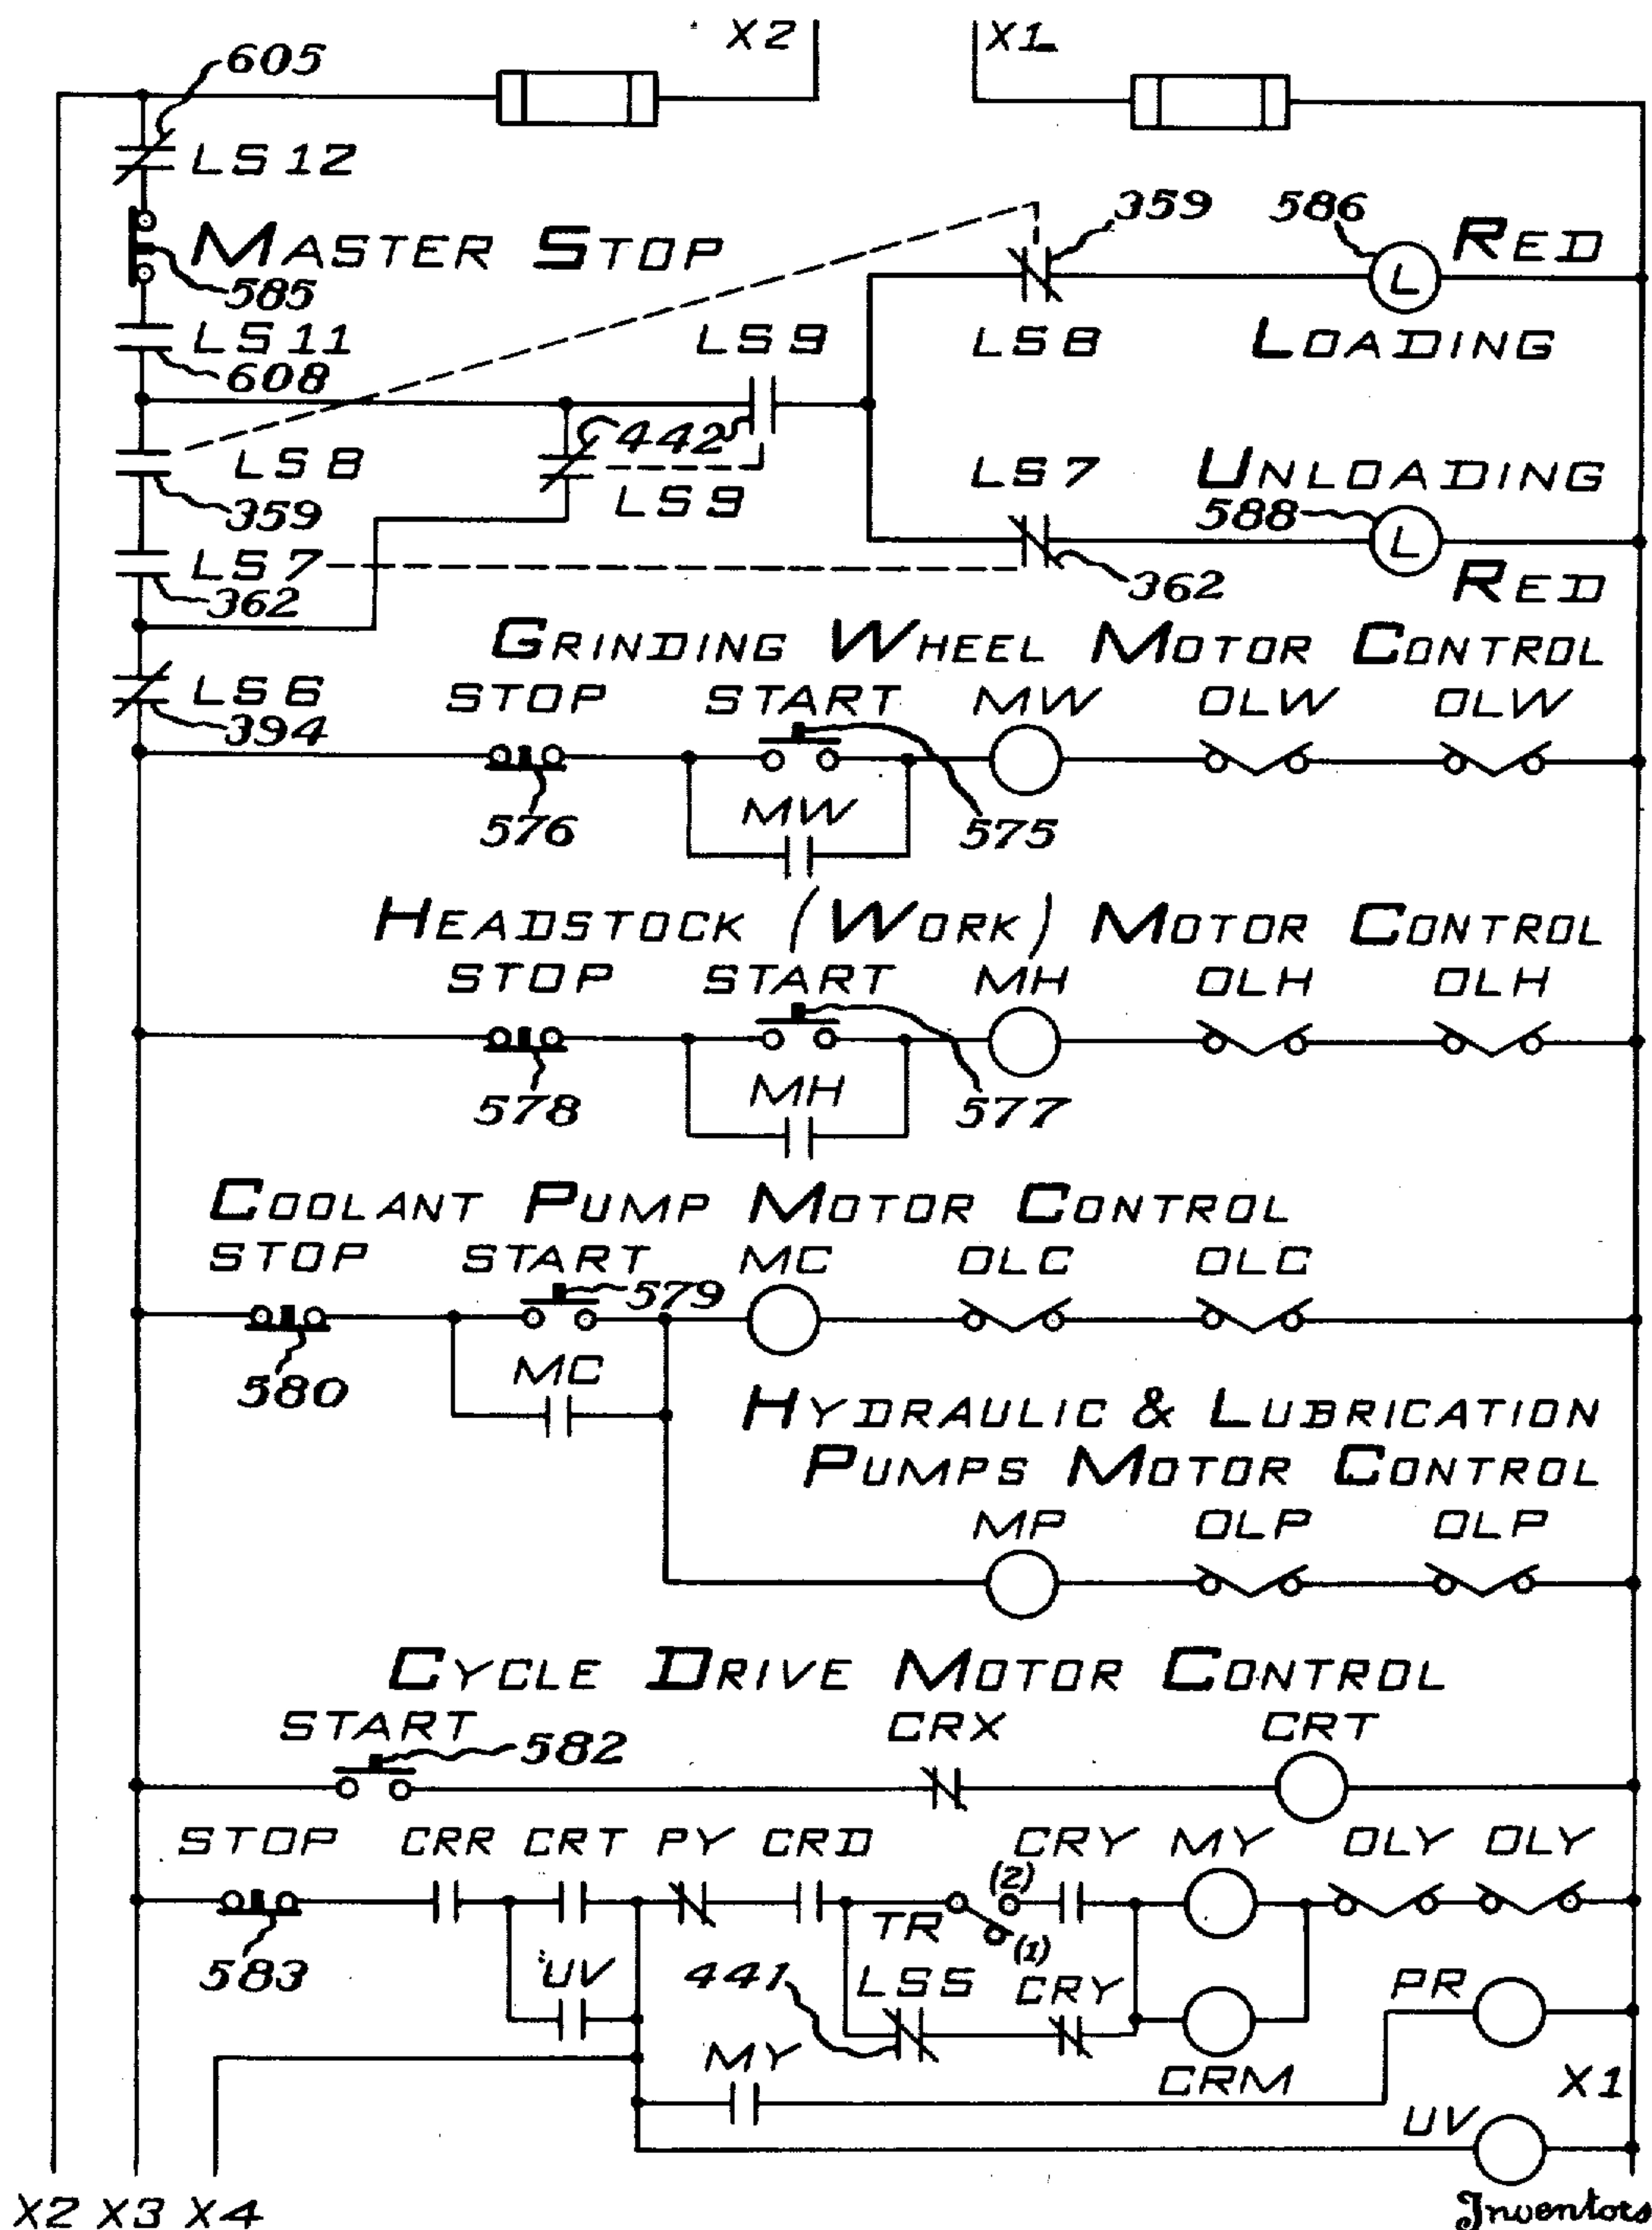 X2 X1
605
LS 12
MASTER STOP
585
359 586 RED
L
LS 8 LOADING
LS 11
608
LS 9
442
LS 8
359
LS 9
LS 7 UNLOADING
588 L
RED
LS 7
362
362
GRINDING WHEEL MOTOR CONTROL
LS 6
394
STOP START MW OLW OLW
576 MW 575
HEADSTOCK (WORK) MOTOR CONTROL
STOP START MH OLH OLH
578 MH 577
COOLANT PUMP MOTOR CONTROL
STOP START MC OLC OLC
579
580 MC
HYDRAULIC & LUBRICATION
PUMPS MOTOR CONTROL
MP OLP OLP
CYCLE DRIVE MOTOR CONTROL
START CRX CRT
582
STOP CRR CRT PY CRD CRY MY OLY OLY
(2)
TR (1)
583 UV 441 LSS CRY PR
MY CRM X1
UV
X2 X3 X4 Inventors